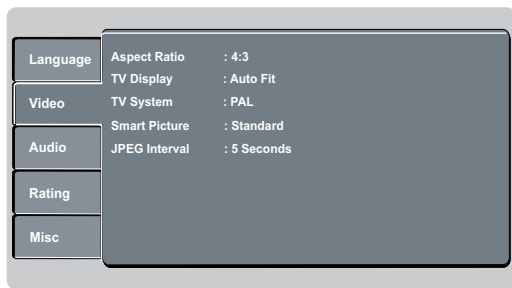 Language
Video
Audio
Rating
Misc
Aspect Ratio : 4:3
TV Display : Auto Fit
TV System : PAL
Smart Picture : Standard
JPEG Interval : 5 Seconds